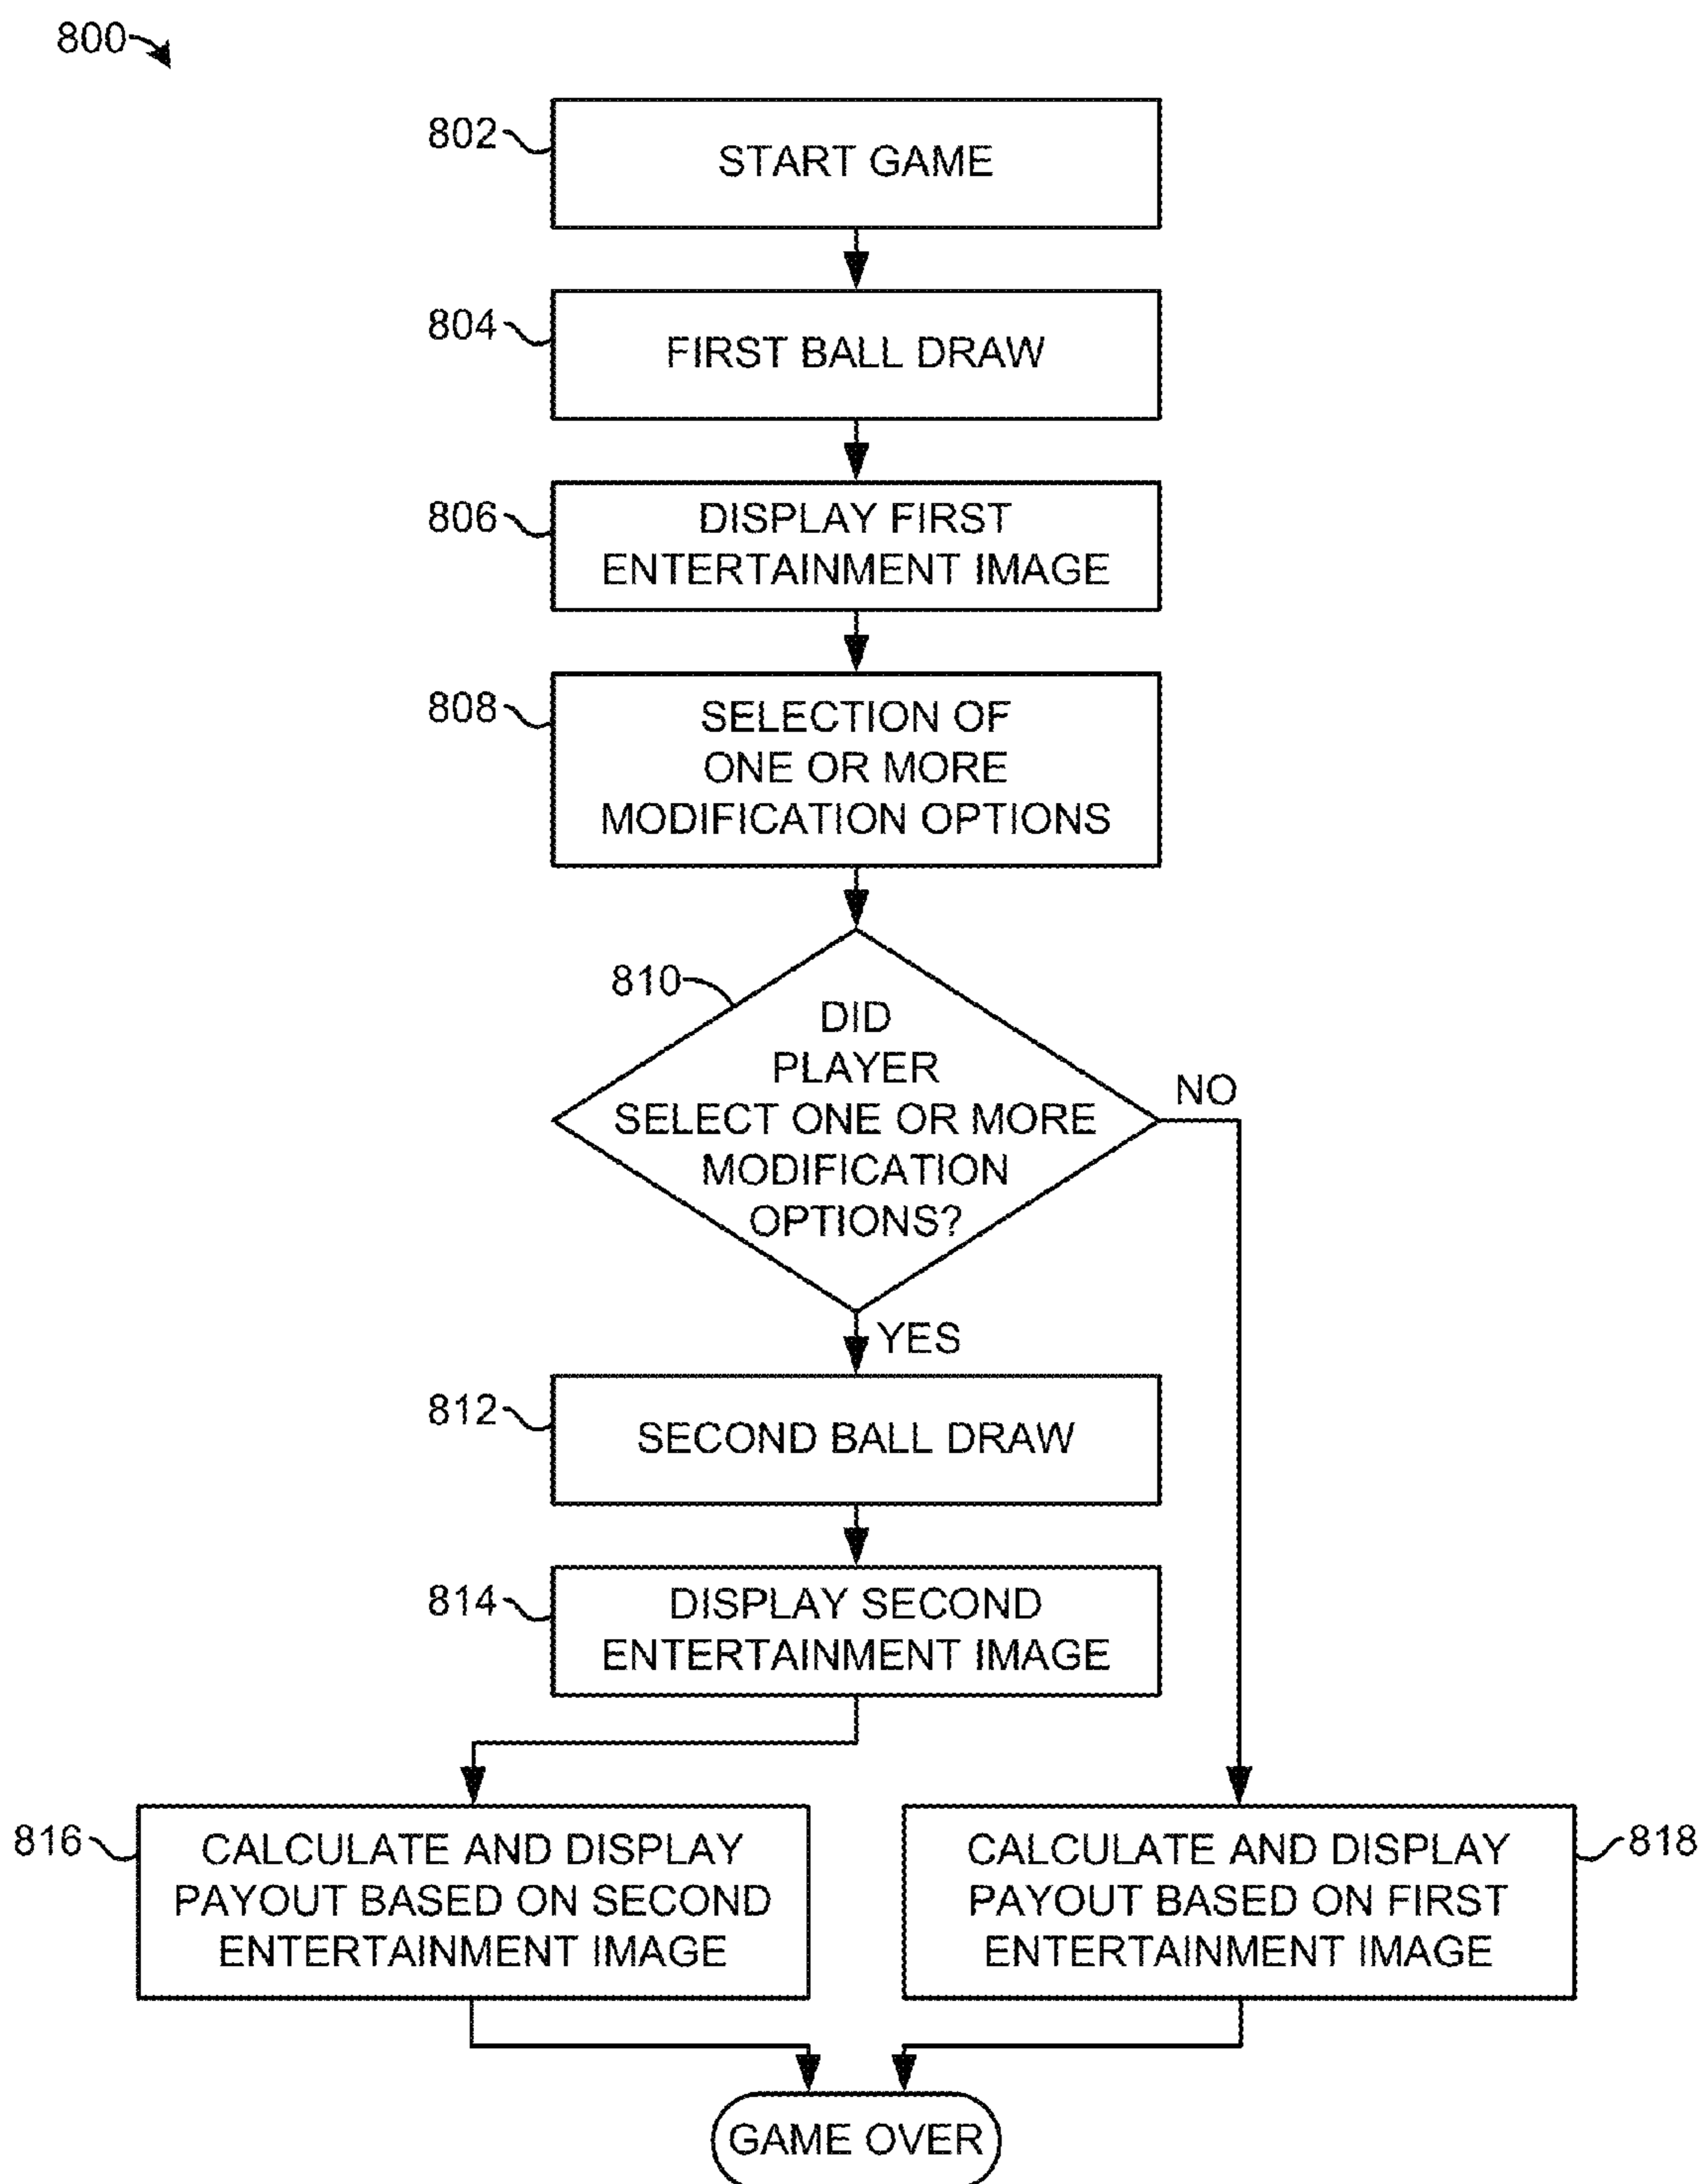 800
802
START GAME
804
FIRST BALL DRAW
806
DISPLAY FIRST
ENTERTAINMENT IMAGE
808
SELECTION OF
ONE OR MORE
MODIFICATION OPTIONS
810
DID
PLAYER
SELECT ONE OR MORE
MODIFICATION
OPTIONS?
NO
YES
812
SECOND BALL DRAW
814
DISPLAY SECOND
ENTERTAINMENT IMAGE
816
CALCULATE AND DISPLAY
PAYOUT BASED ON SECOND
ENTERTAINMENT IMAGE
CALCULATE AND DISPLAY
PAYOUT BASED ON FIRST
ENTERTAINMENT IMAGE
818
GAME OVER